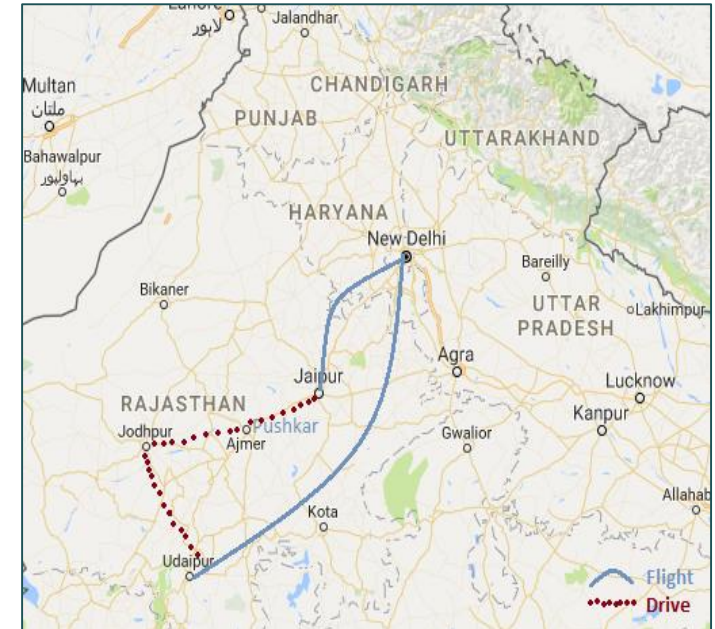 Lahore
لاہور
Jalandhar
Multan
ملتان
CHANDIGARH
PUNJAB
UTTARAKHAND
Bahawalpur
بہاولپور
HARYANA
New Delhi
Bareilly
Bikaner
UTTAR
PRADESH
Lakhimpur
Agra
Jaipur
Lucknow
RAJASTHAN
Pushkar
Kanpur
Jodhpur
Ajmer
Gwalior
Allahab
Kota
Udaipur
Flight
Drive